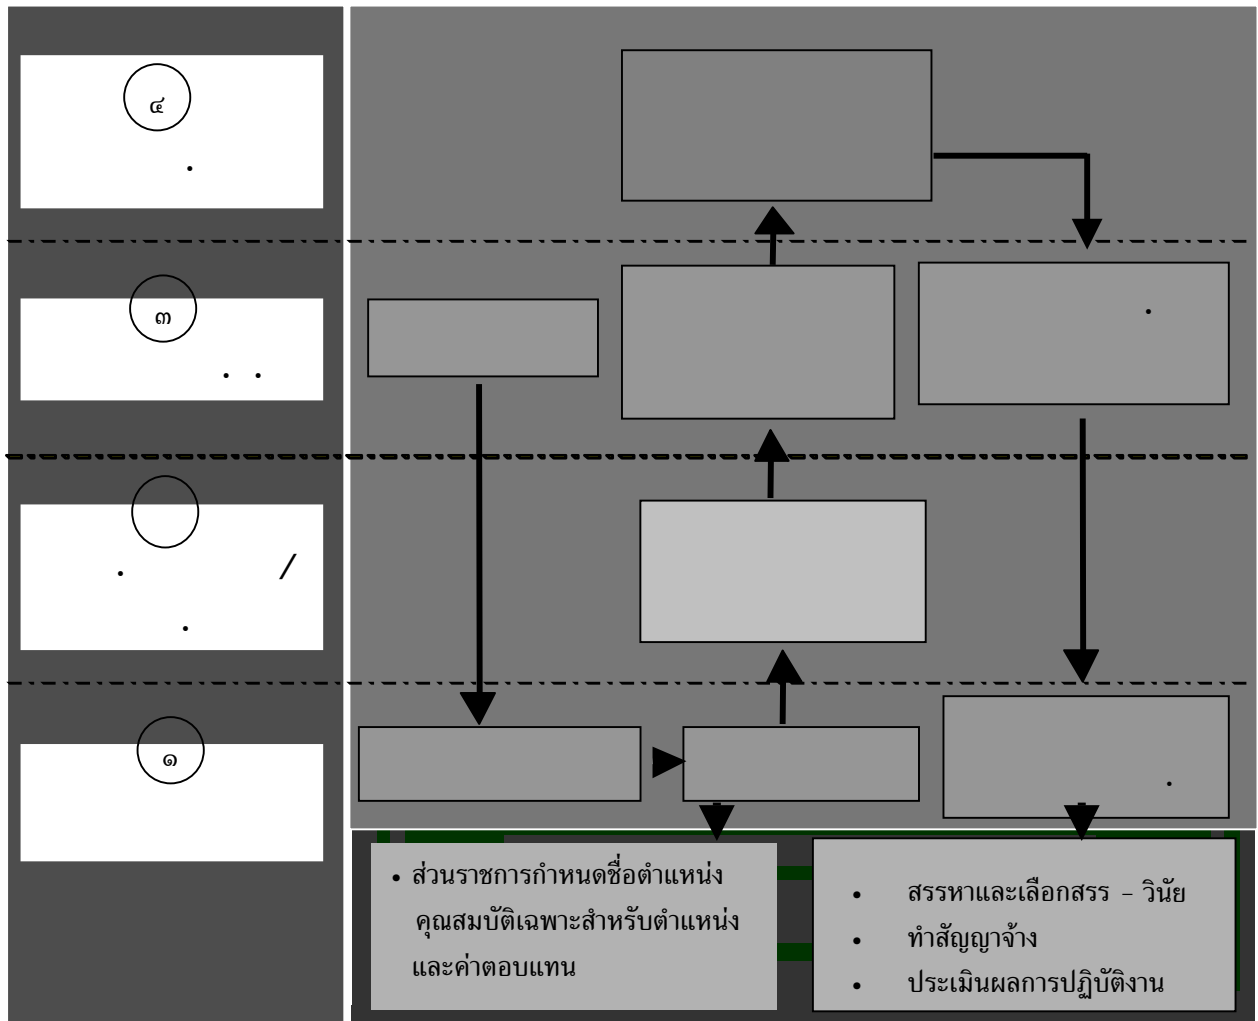 ๔
.
๓
. .
. /
.
๑
.
.
• ส่วนราชการกำหนดชื่อตำแหน่ง
คุณสมบัติเฉพาะสำหรับตำแหน่ง
และค่าตอบแทน
• สรรหาและเลือกสรร - วินัย
• ทำสัญญาจ้าง
• ประเมินผลการปฏิบัติงาน